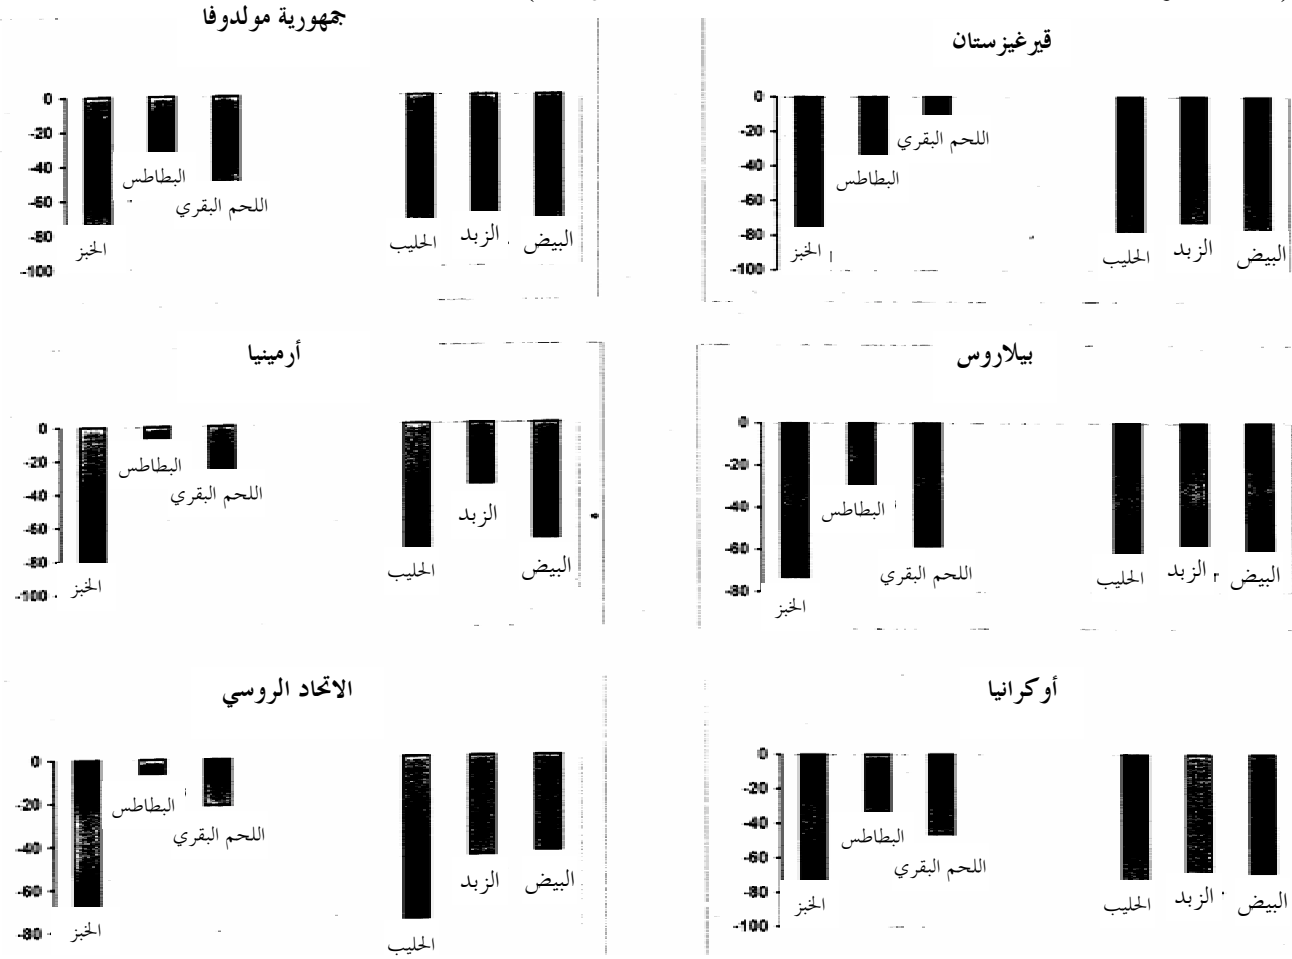 جمهورية مولدوفا
0
-20
-40
-60
-80
-100
الخبز
البطاطس
اللحم البقري
الحليب
الزبد
البيض
قيرغيزستان
0
-20
-40
-60
-80
-100
الخبز
البطاطس
اللحم البقري
الحليب
الزبد
البيض
أرمينيا
0
-20
-40
-60
-80
-100
الخبز
البطاطس
اللحم البقري
الحليب
الزبد
البيض
بيلاروس
0
-20
-40
-60
-80
الخبز
البطاطس
اللحم البقري
الحليب
الزبد
البيض
الاتحاد الروسي
0
-20
-40
-60
-80
الخبز
البطاطس
اللحم البقري
الحليب
الزبد
البيض
أوكرانيا
0
-20
-40
-60
-80
-100
الخبز
البطاطس
اللحم البقري
الحليب
الزبد
البيض